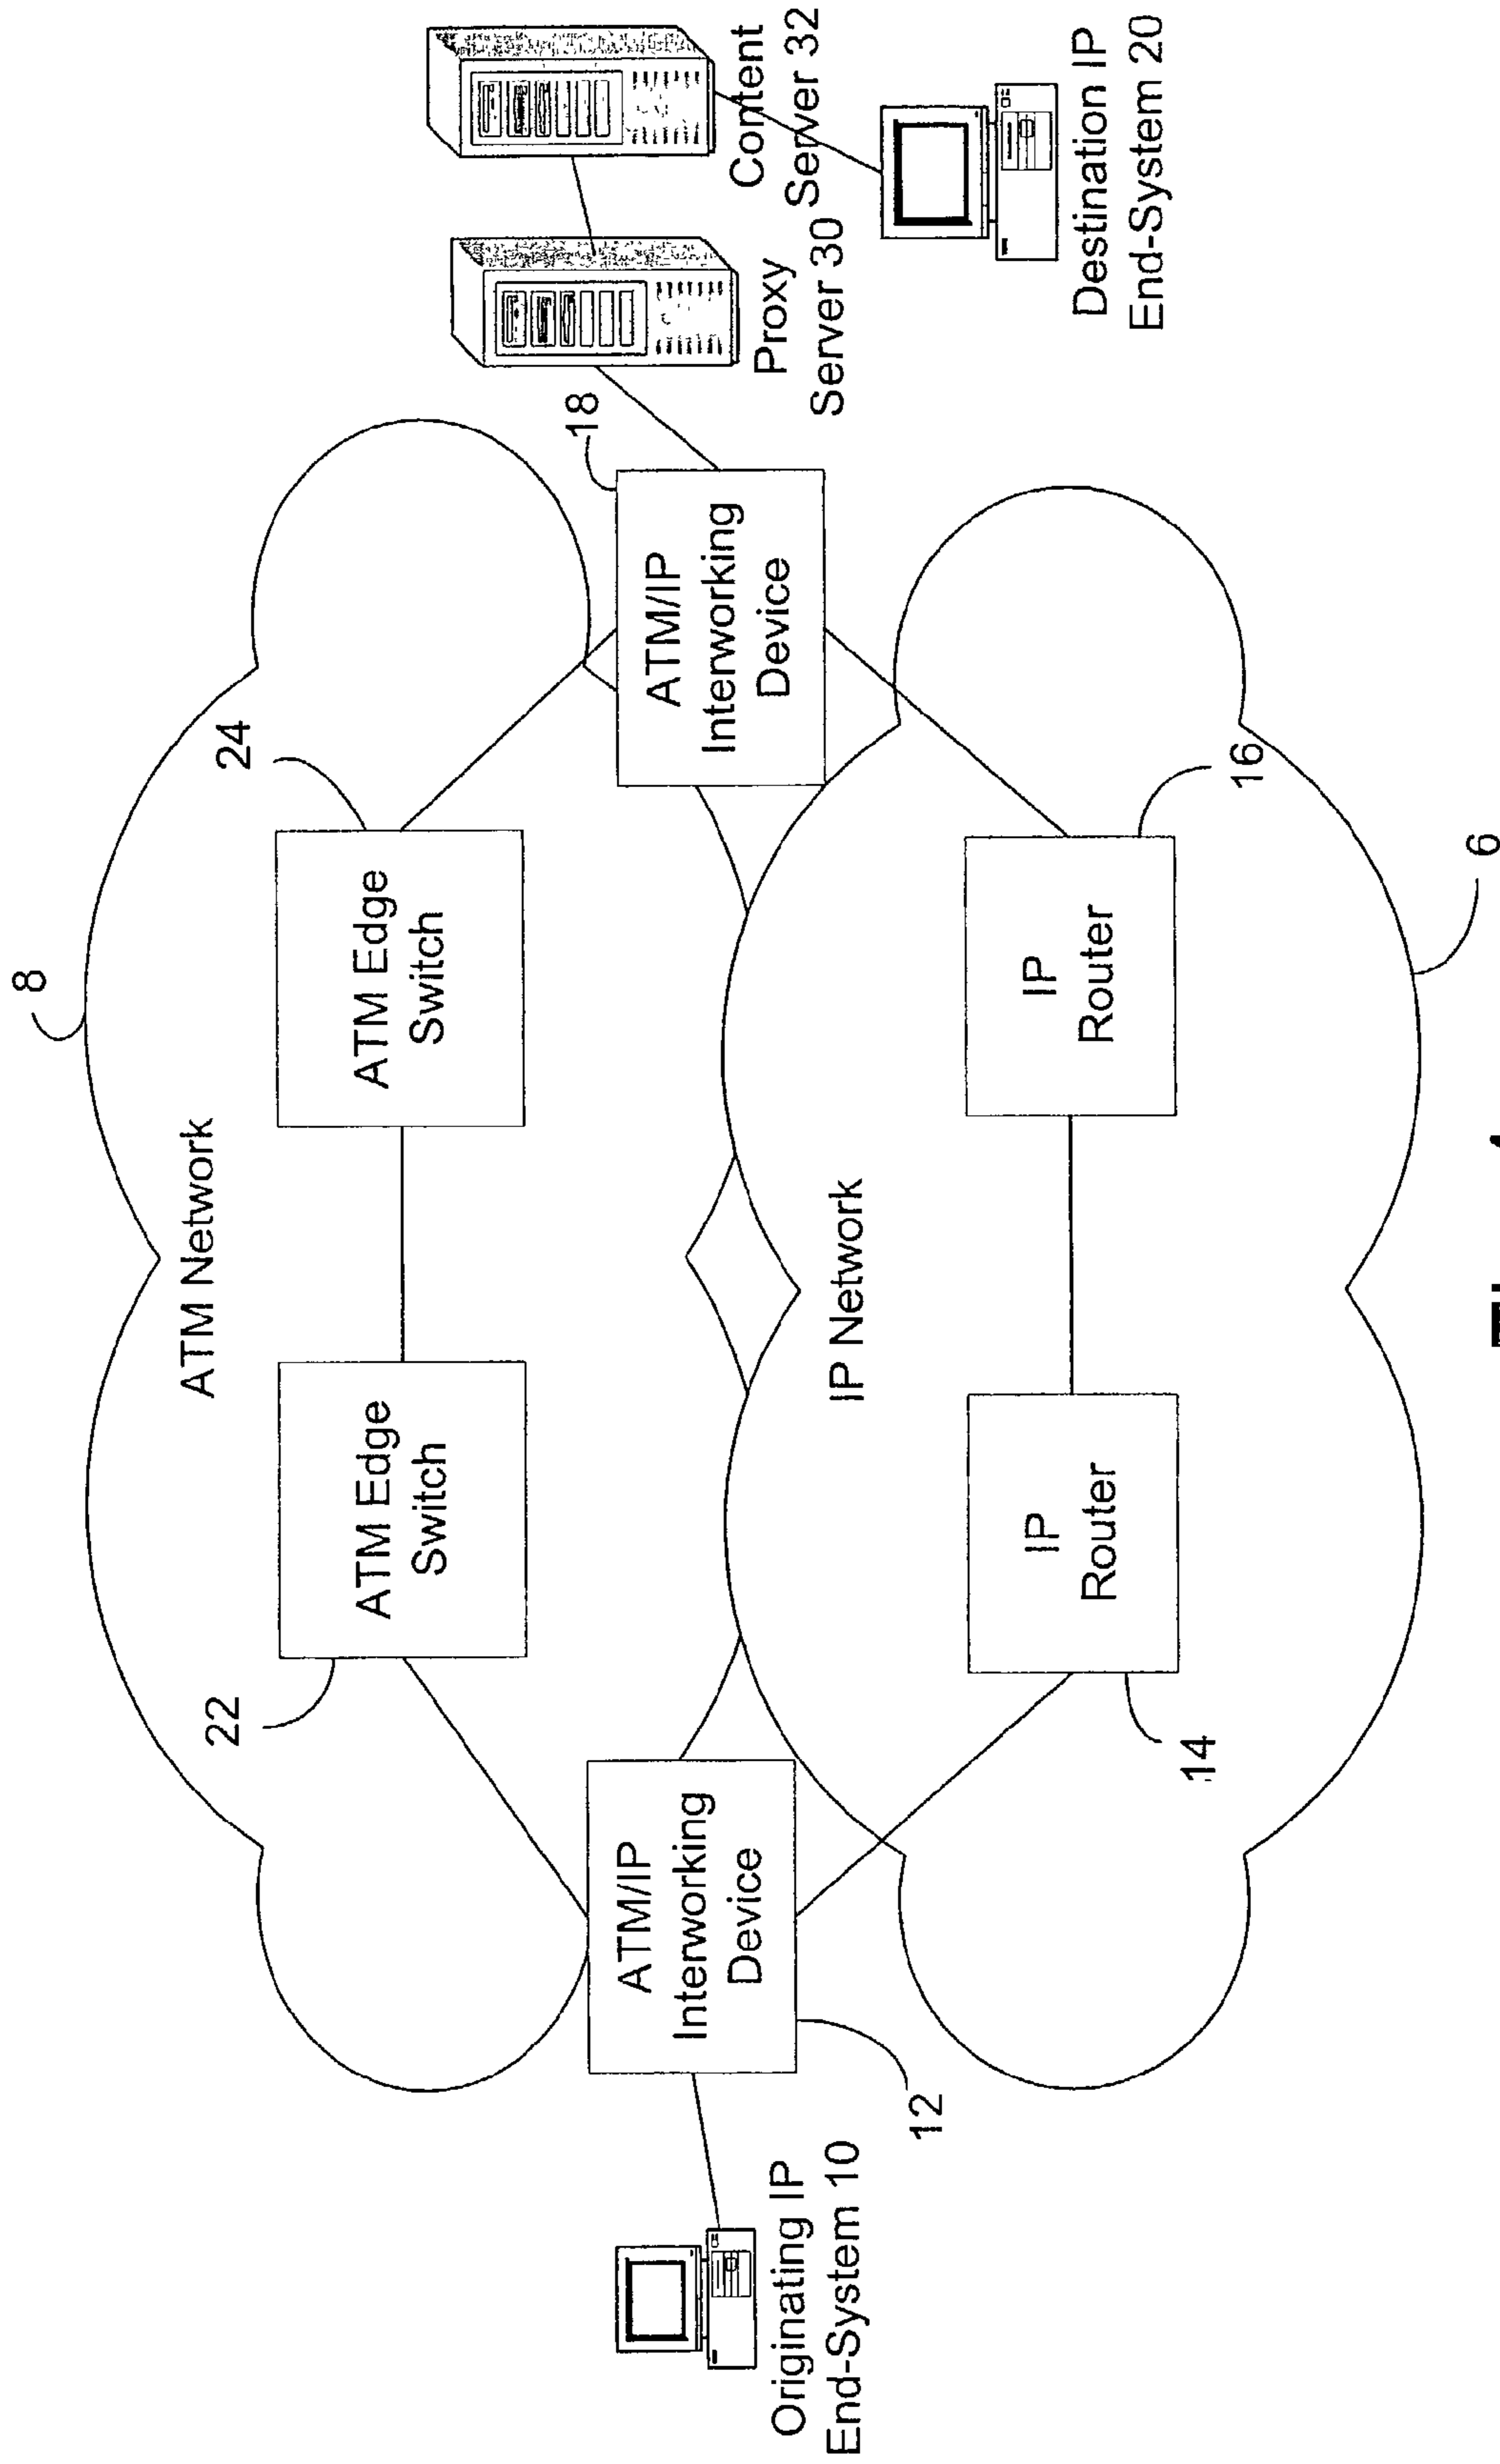 8
ATM Network
22
24
ATM Edge
Switch
ATM Edge
Switch
18
ATM/IP
Interworking
Device
ATM/IP
Interworking
Device
12
Originating IP
End-System 10
Proxy
Server 30
Content
Server 32
Destination IP
End-System 20
IP Network
IP
Router
IP
Router
14
16
6